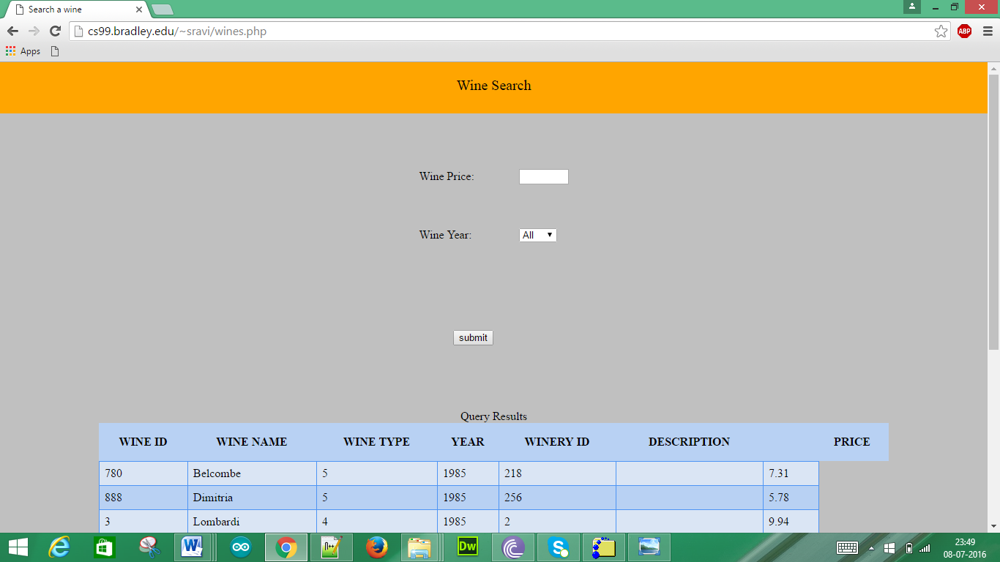 Search a wine
cs99.bradley.edu/~sravi/wines.php
ABP
Apps
Wine Search
Wine Price:
Wine Year: All
submit
Query Results
WINE ID WINE NAME WINE TYPE YEAR WINERY ID DESCRIPTION PRICE
780 Belcombe 5 1985 218 7.31
888 Dimitria 5 1985 256 5.78
3 Lombardi 4 1985 2 9.94
23:49
08-07-2016